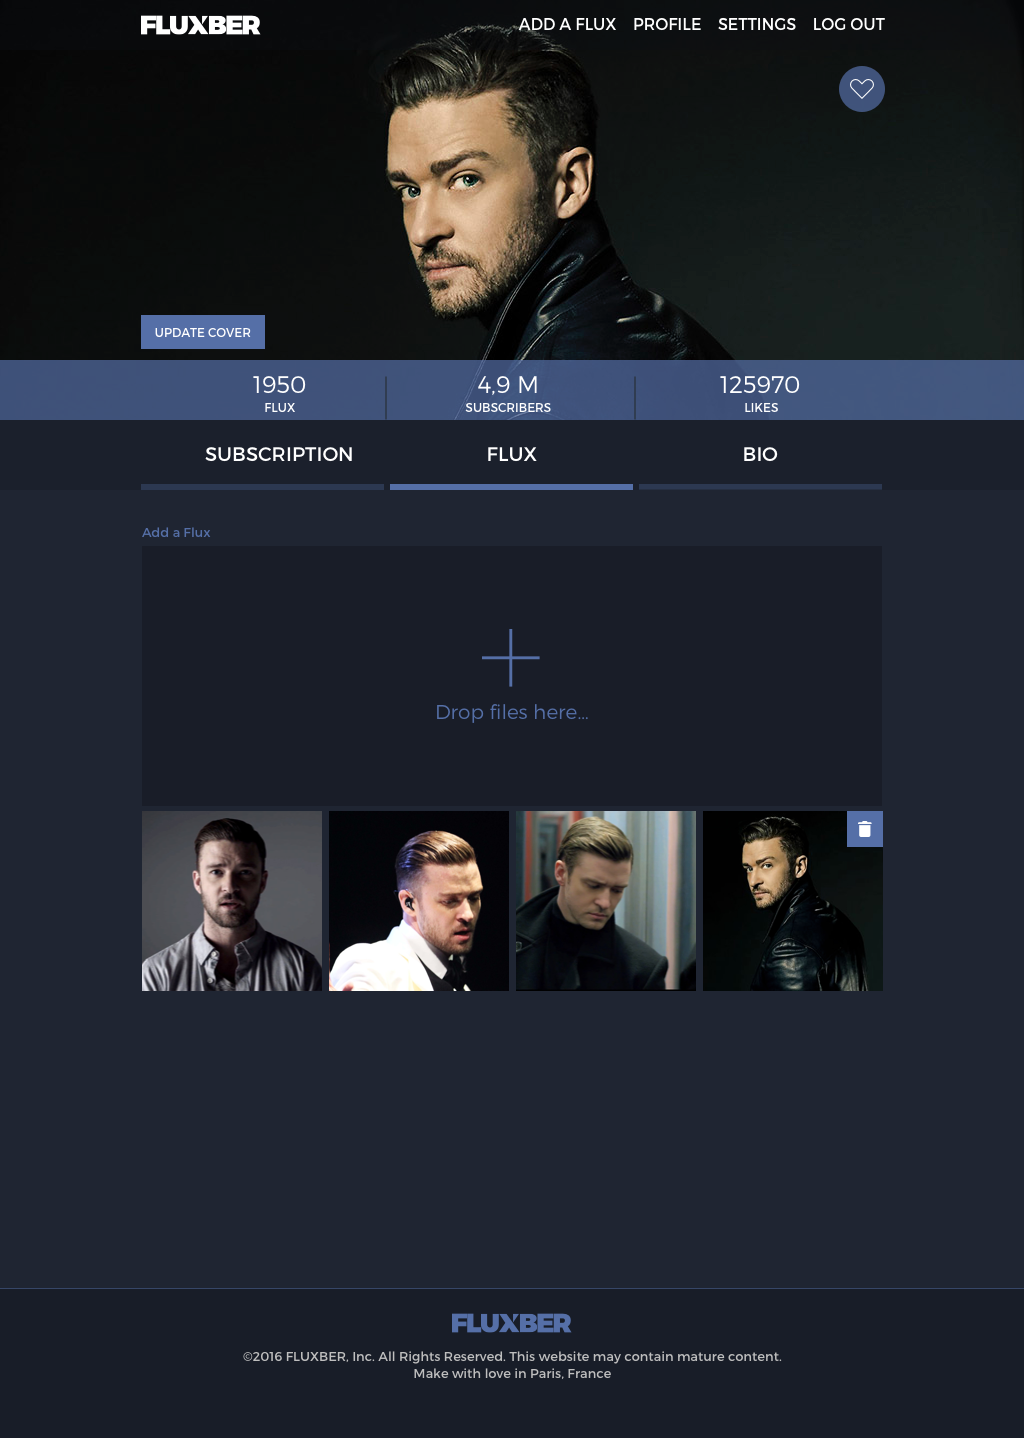 FLUXBER
ADD A FLUX PROFILE SETTINGS LOG OUT
UPDATE COVER
1950
FLUX
4,9 M
SUBSCRIBERS
125970
LIKES
SUBSCRIPTION FLUX BIO
Add a Flux
Drop files here...
FLUXBER
©2016 FLUXBER, Inc. All Rights Reserved. This website may contain mature content.
Make with love in Paris, France